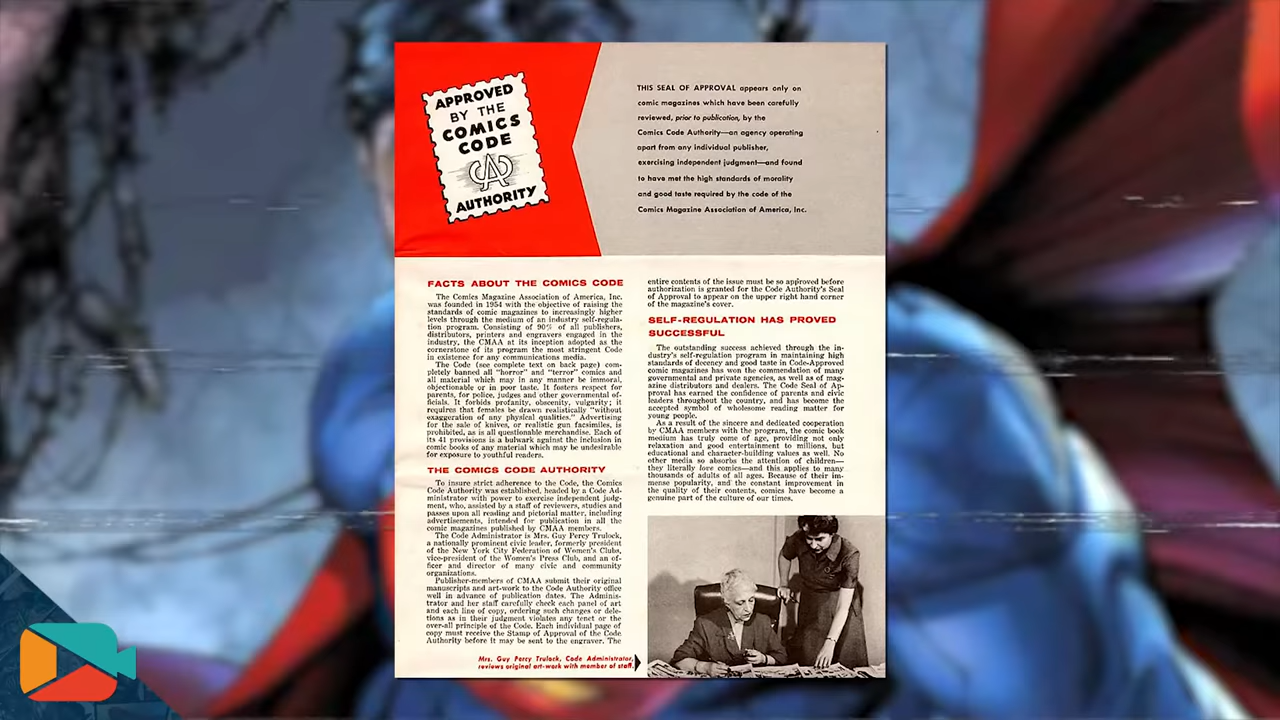 APPROVED
BY THE
COMICS
CODE
CA
AUTHORITY
THIS SEAL OF APPROVAL appears only on
comic magazines which have been carefully
reviewed, prior to publication, by the
Comics Code Authority—an agency operating
apart from any individual publisher,
exercising independent judgment—and found
to have met the high standards of morality
and good taste required by the code of the
Comics Magazine Association of America, Inc.
FACTS ABOUT THE COMICS CODE
The Comics Magazine Association of America, Inc.
was founded in 1954 with the objective of raising the
standards of comic magazines to increasingly higher
levels through the medium of an industry self-regula-
tion program. Consisting of 90% of all publishers,
distributors, printers and engravers engaged in the
industry, the CMAA at its inception adopted as the
cornerstone of its program the most stringent Code
in existence for any communications media.
The Code (see complete text on back page) com-
pletely banned all "horror" and "terror" comics and
all material which may in any manner be immoral,
objectionable or in poor taste. It fosters respect for
parents, for police, judges and other governmental of-
ficials. It forbids profanity, obscenity, vulgarity; it
requires that females be drawn realistically "without
exaggeration of any physical qualities." Advertising
for the sale of knives, or realistic gun facsimiles, is
prohibited, as is all questionable merchandise. Each of
its 41 provisions is a bulwark against the inclusion in
comic books of any material which may be undesirable
for exposure to youthful readers.
THE COMICS CODE AUTHORITY
To insure strict adherence to the Code, the Comics
Code Authority was established, headed by a Code Ad-
ministrator with power to exercise independent judg-
ment, who, assisted by a staff of reviewers, studies and
passes upon all reading and pictorial matter, including
advertisements, intended for publication in all the
comic magazines published by CMAA members.
The Code Administrator is Mrs. Guy Percy Trulock,
a nationally prominent civic leader, formerly president
of the New York City Federation of Women's Clubs,
vice-president of the Women's Press Club, and an of-
ficer and director of many civic and community
organizations.
Publisher-members of CMAA submit their original
manuscripts and art-work to the Code Authority office
well in advance of publication dates. The Adminis-
trator and her staff carefully check each panel of art
and each line of copy, ordering such changes or dele-
tions as in their judgment violates any tenet or the
over-all principle of the Code. Each individual page of
copy must receive the Stamp of Approval of the Code
Authority before it may be sent to the engraver. The
entire contents of the issue must be so approved before
authorization is granted for the Code Authority's Seal
of Approval to appear on the upper right hand corner
of the magazine's cover.
SELF-REGULATION HAS PROVED
SUCCESSFUL
The outstanding success achieved through the in-
dustry's self-regulation program in maintaining high
standards of decency and good taste in Code-Approved
comic magazines has won the commendation of many
governmental and private agencies, as well as of mag-
azine distributors and dealers. The Code Seal of Ap-
proval has earned the confidence of parents and civic
leaders throughout the country, and has become the
accepted symbol of wholesome reading matter for
young people.
As a result of the sincere and dedicated cooperation
by CMAA members with the program, the comic book
medium has truly come of age, providing not only
relaxation and good entertainment to millions, but
educational and character-building values as well. No
other media so absorbs the attention of children—
they literally love comics—and this applies to many
thousands of adults of all ages. Because of their im-
mense popularity, and the constant improvement in
the quality of their contents, comics have become a
genuine part of the culture of our times.
Mrs. Guy Percy Trulock, Code Administrator,
reviews original art-work with member of staff.